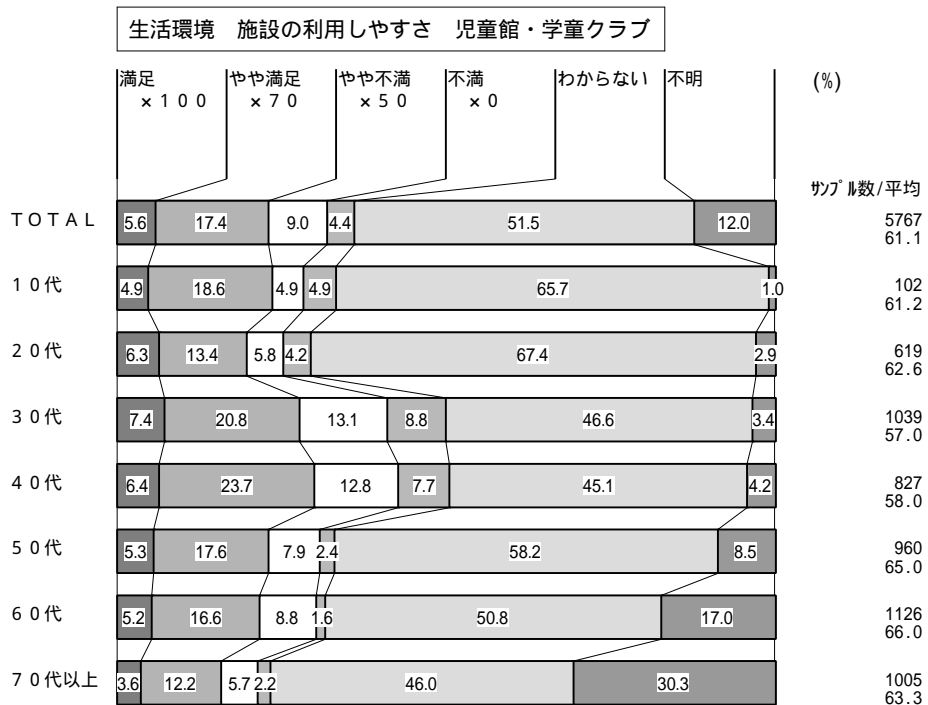 生活環境　施設の利用しやすさ　児童館・学童クラブ
満足 やや満足 やや不満 不満 わからない 不明 (%)
×１００ ×７０ ×５０ ×０
ｻﾝﾌﾟﾙ数/平均
ＴＯＴＡＬ 5.6 17.4 9.0 4.4 51.5 12.0 5767
61.1
１０代 4.9 18.6 4.9 4.9 65.7 1.0 102
61.2
２０代 6.3 13.4 5.8 4.2 67.4 2.9 619
62.6
３０代 7.4 20.8 13.1 8.8 46.6 3.4 1039
57.0
４０代 6.4 23.7 12.8 7.7 45.1 4.2 827
58.0
５０代 5.3 17.6 7.9 2.4 58.2 8.5 960
65.0
６０代 5.2 16.6 8.8 1.6 50.8 17.0 1126
66.0
７０代以上 3.6 12.2 5.7 2.2 46.0 30.3 1005
63.3